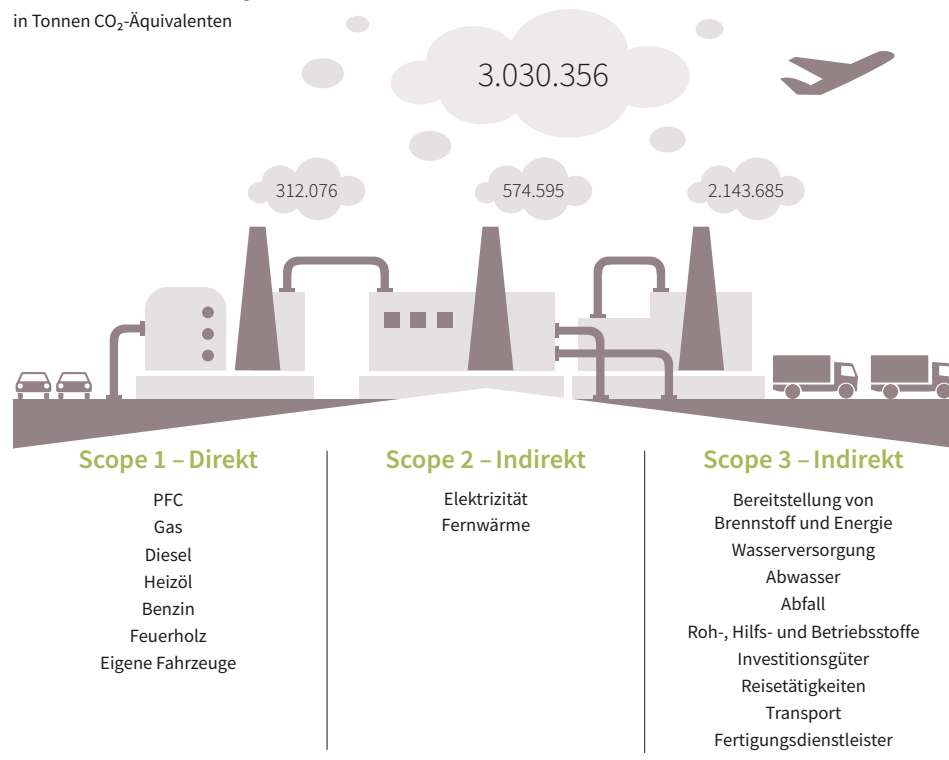 in Tonnen CO₂-Äquivalenten
3.030.356
312.076
574.595
2.143.685
Scope 1 – Direkt
PFC
Gas
Diesel
Heizöl
Benzin
Feuerholz
Eigene Fahrzeuge
Scope 2 – Indirekt
Elektrizität
Fernwärme
Scope 3 – Indirekt
Bereitstellung von
Brennstoff und Energie
Wasserversorgung
Abwasser
Abfall
Roh-, Hilfs- und Betriebsstoffe
Investitionsgüter
Reisetätigkeiten
Transport
Fertigungsdienstleister